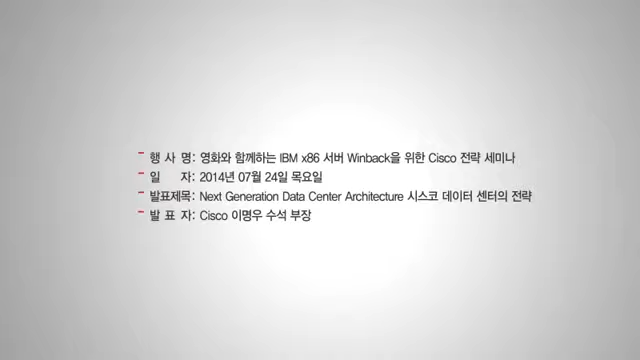 - 행 사 명: 영화와 함께하는 IBM x86 서버 Winback을 위한 Cisco 전략 세미나
- 일 자: 2014년 07월 24일 목요일
- 발표제목: Next Generation Data Center Architecture 시스코 데이터 센터의 전략
- 발 표 자: Cisco 이명우 수석 부장